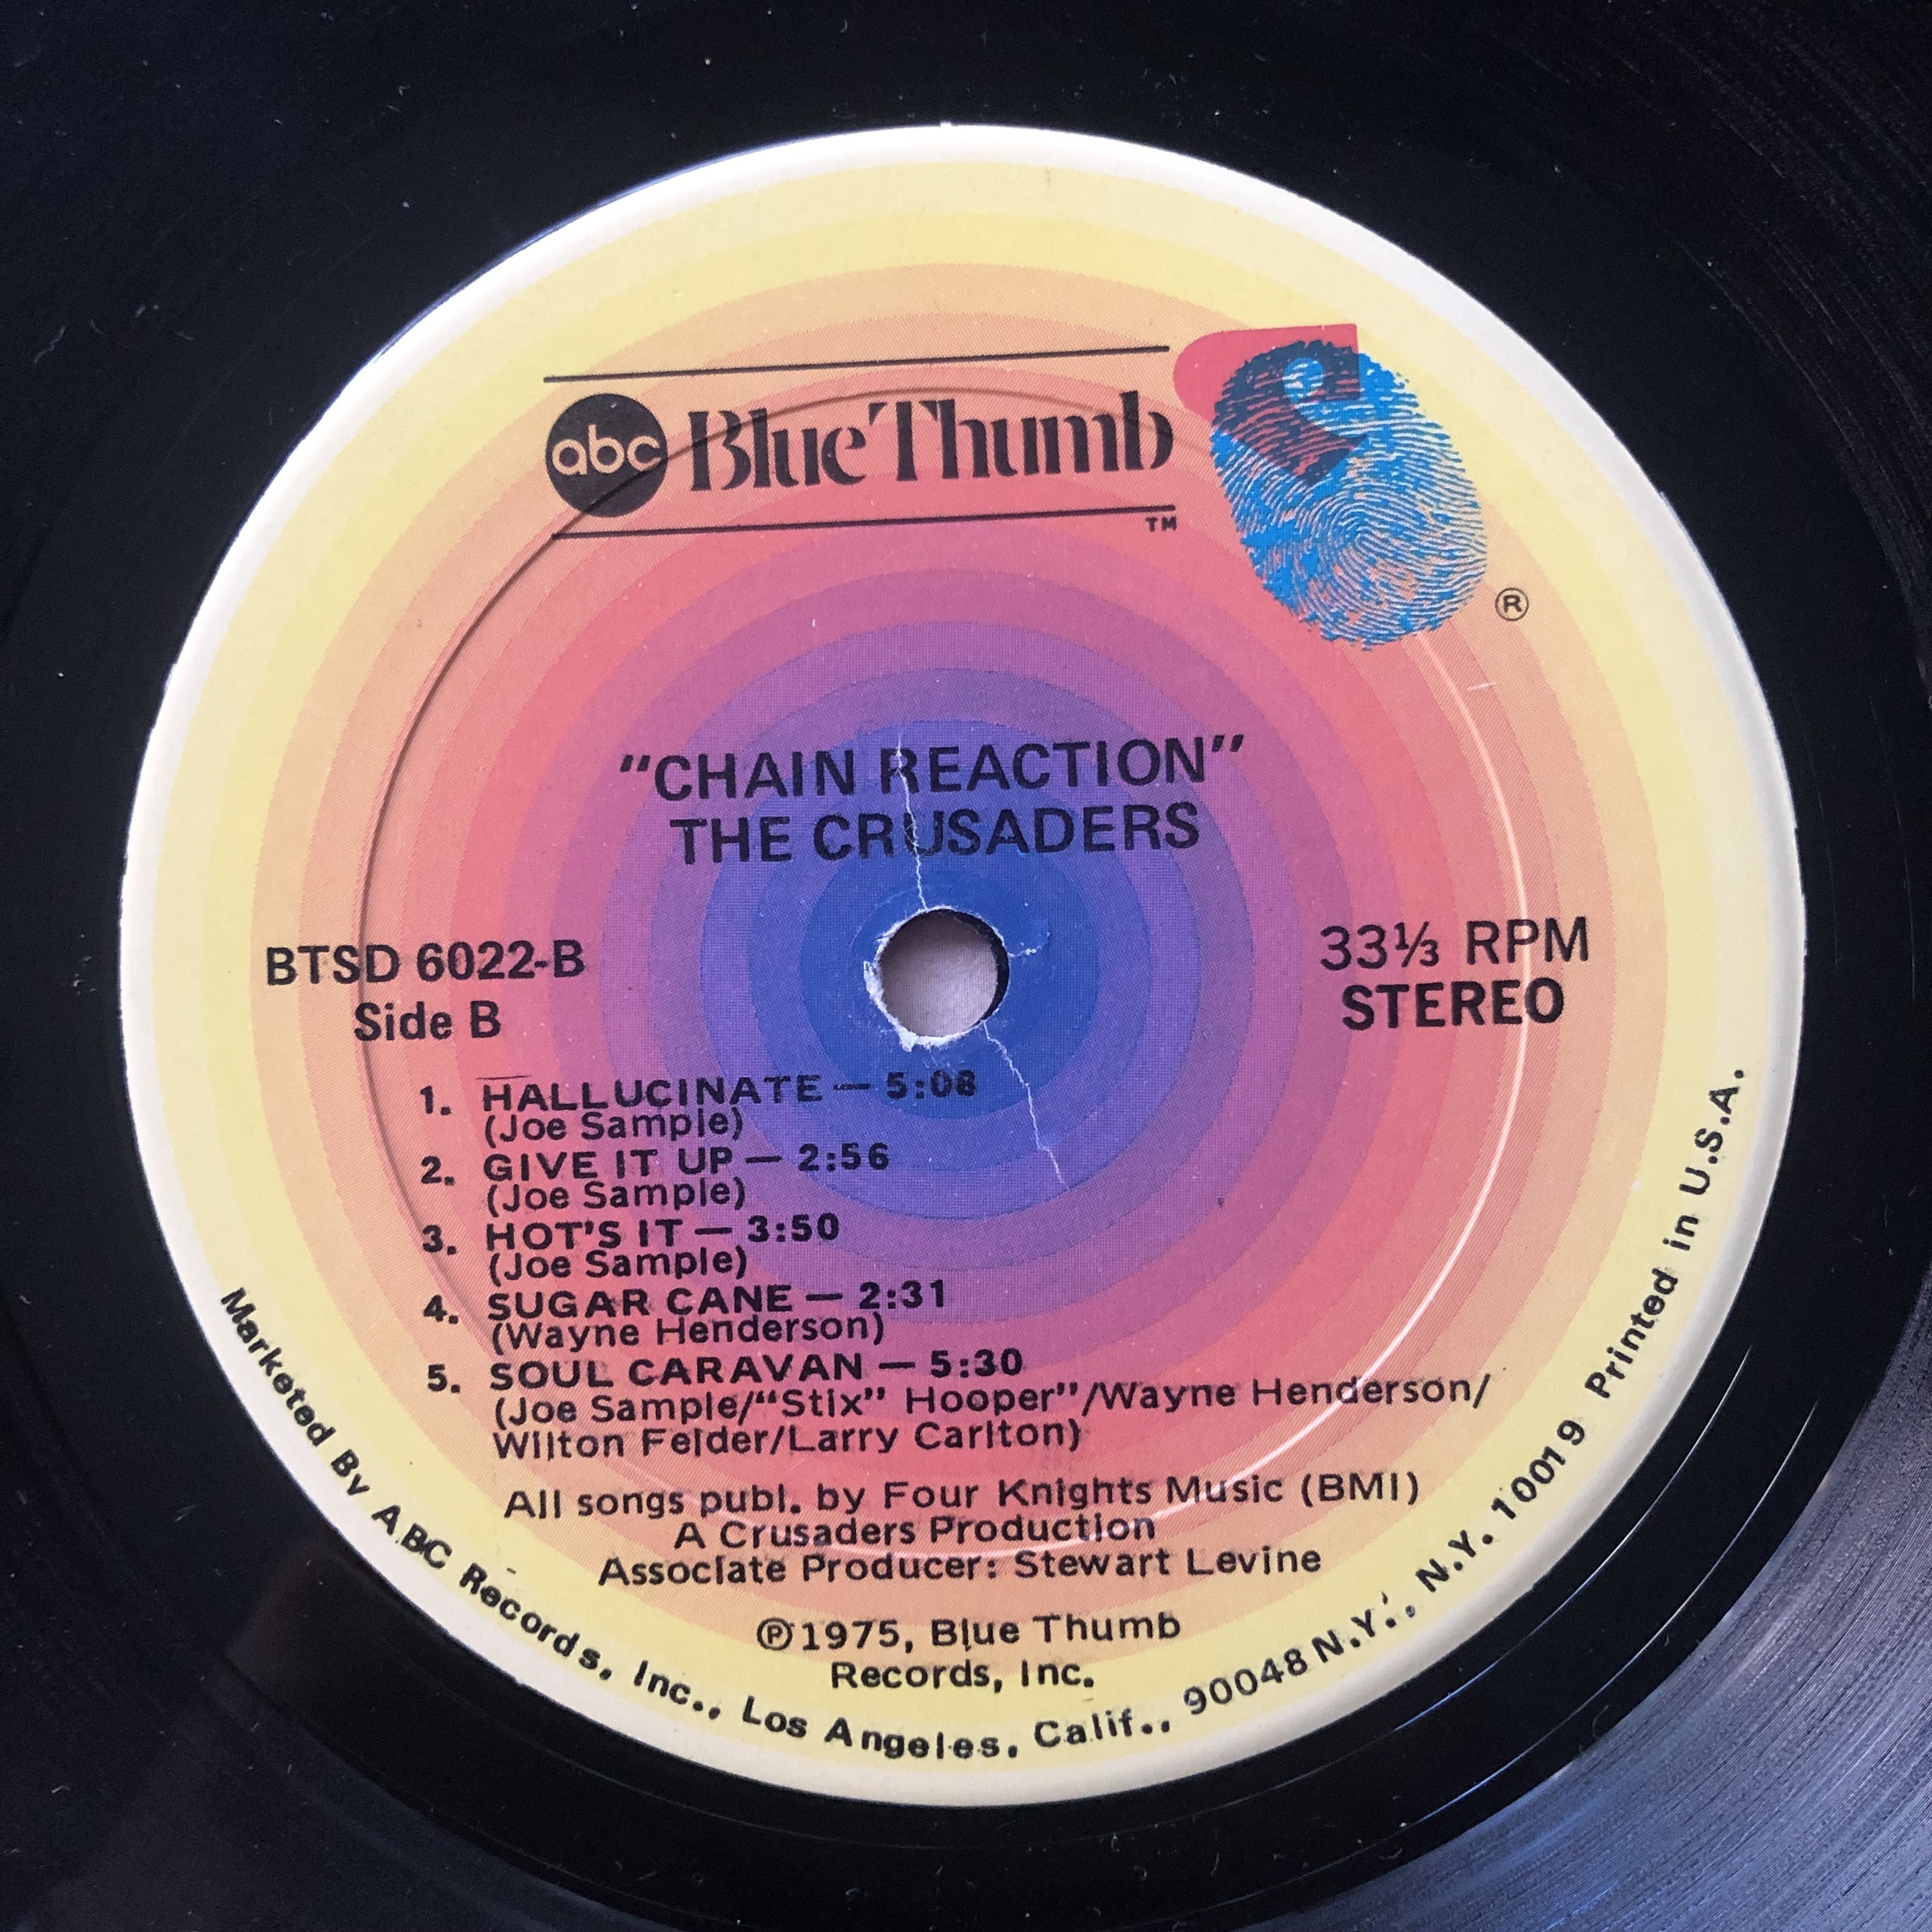 abc Blue Thumb
TM
®
"CHAIN REACTION"
THE CRUSADERS
BTSD 6022-B
Side B
33⅓ RPM
STEREO
1. HALLUCINATE — 5:08
(Joe Sample)
2. GIVE IT UP — 2:56
(Joe Sample)
3. HOT'S IT — 3:50
(Joe Sample)
4. SUGAR CANE — 2:31
(Wayne Henderson)
5. SOUL CARAVAN — 5:30
(Joe Sample/"Stix" Hooper"/Wayne Henderson/
Wilton Felder/Larry Carlton)
All songs publ. by Four Knights Music (BMI)
A Crusaders Production
Associate Producer: Stewart Levine
℗1975, Blue Thumb
Records, Inc.
Marketed By ABC Records, Inc., Los Angeles, Calif., 90048 N.Y., N.Y. 10019 Printed in U.S.A.